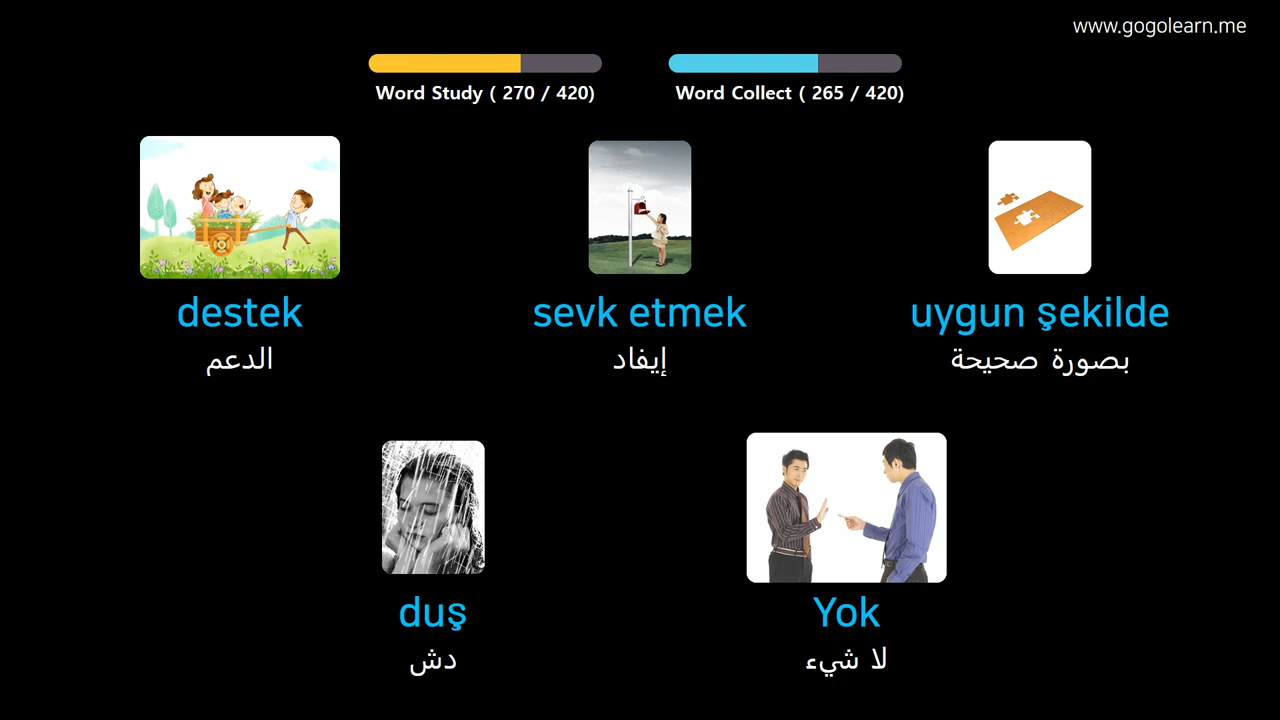 www.gogolearn.me
Word Study ( 270 / 420)
Word Collect ( 265 / 420)
destek
sevk etmek
uygun şekilde
الدعم
إيفاد
بصورة صحيحة
duş
Yok
دش
لا شيء